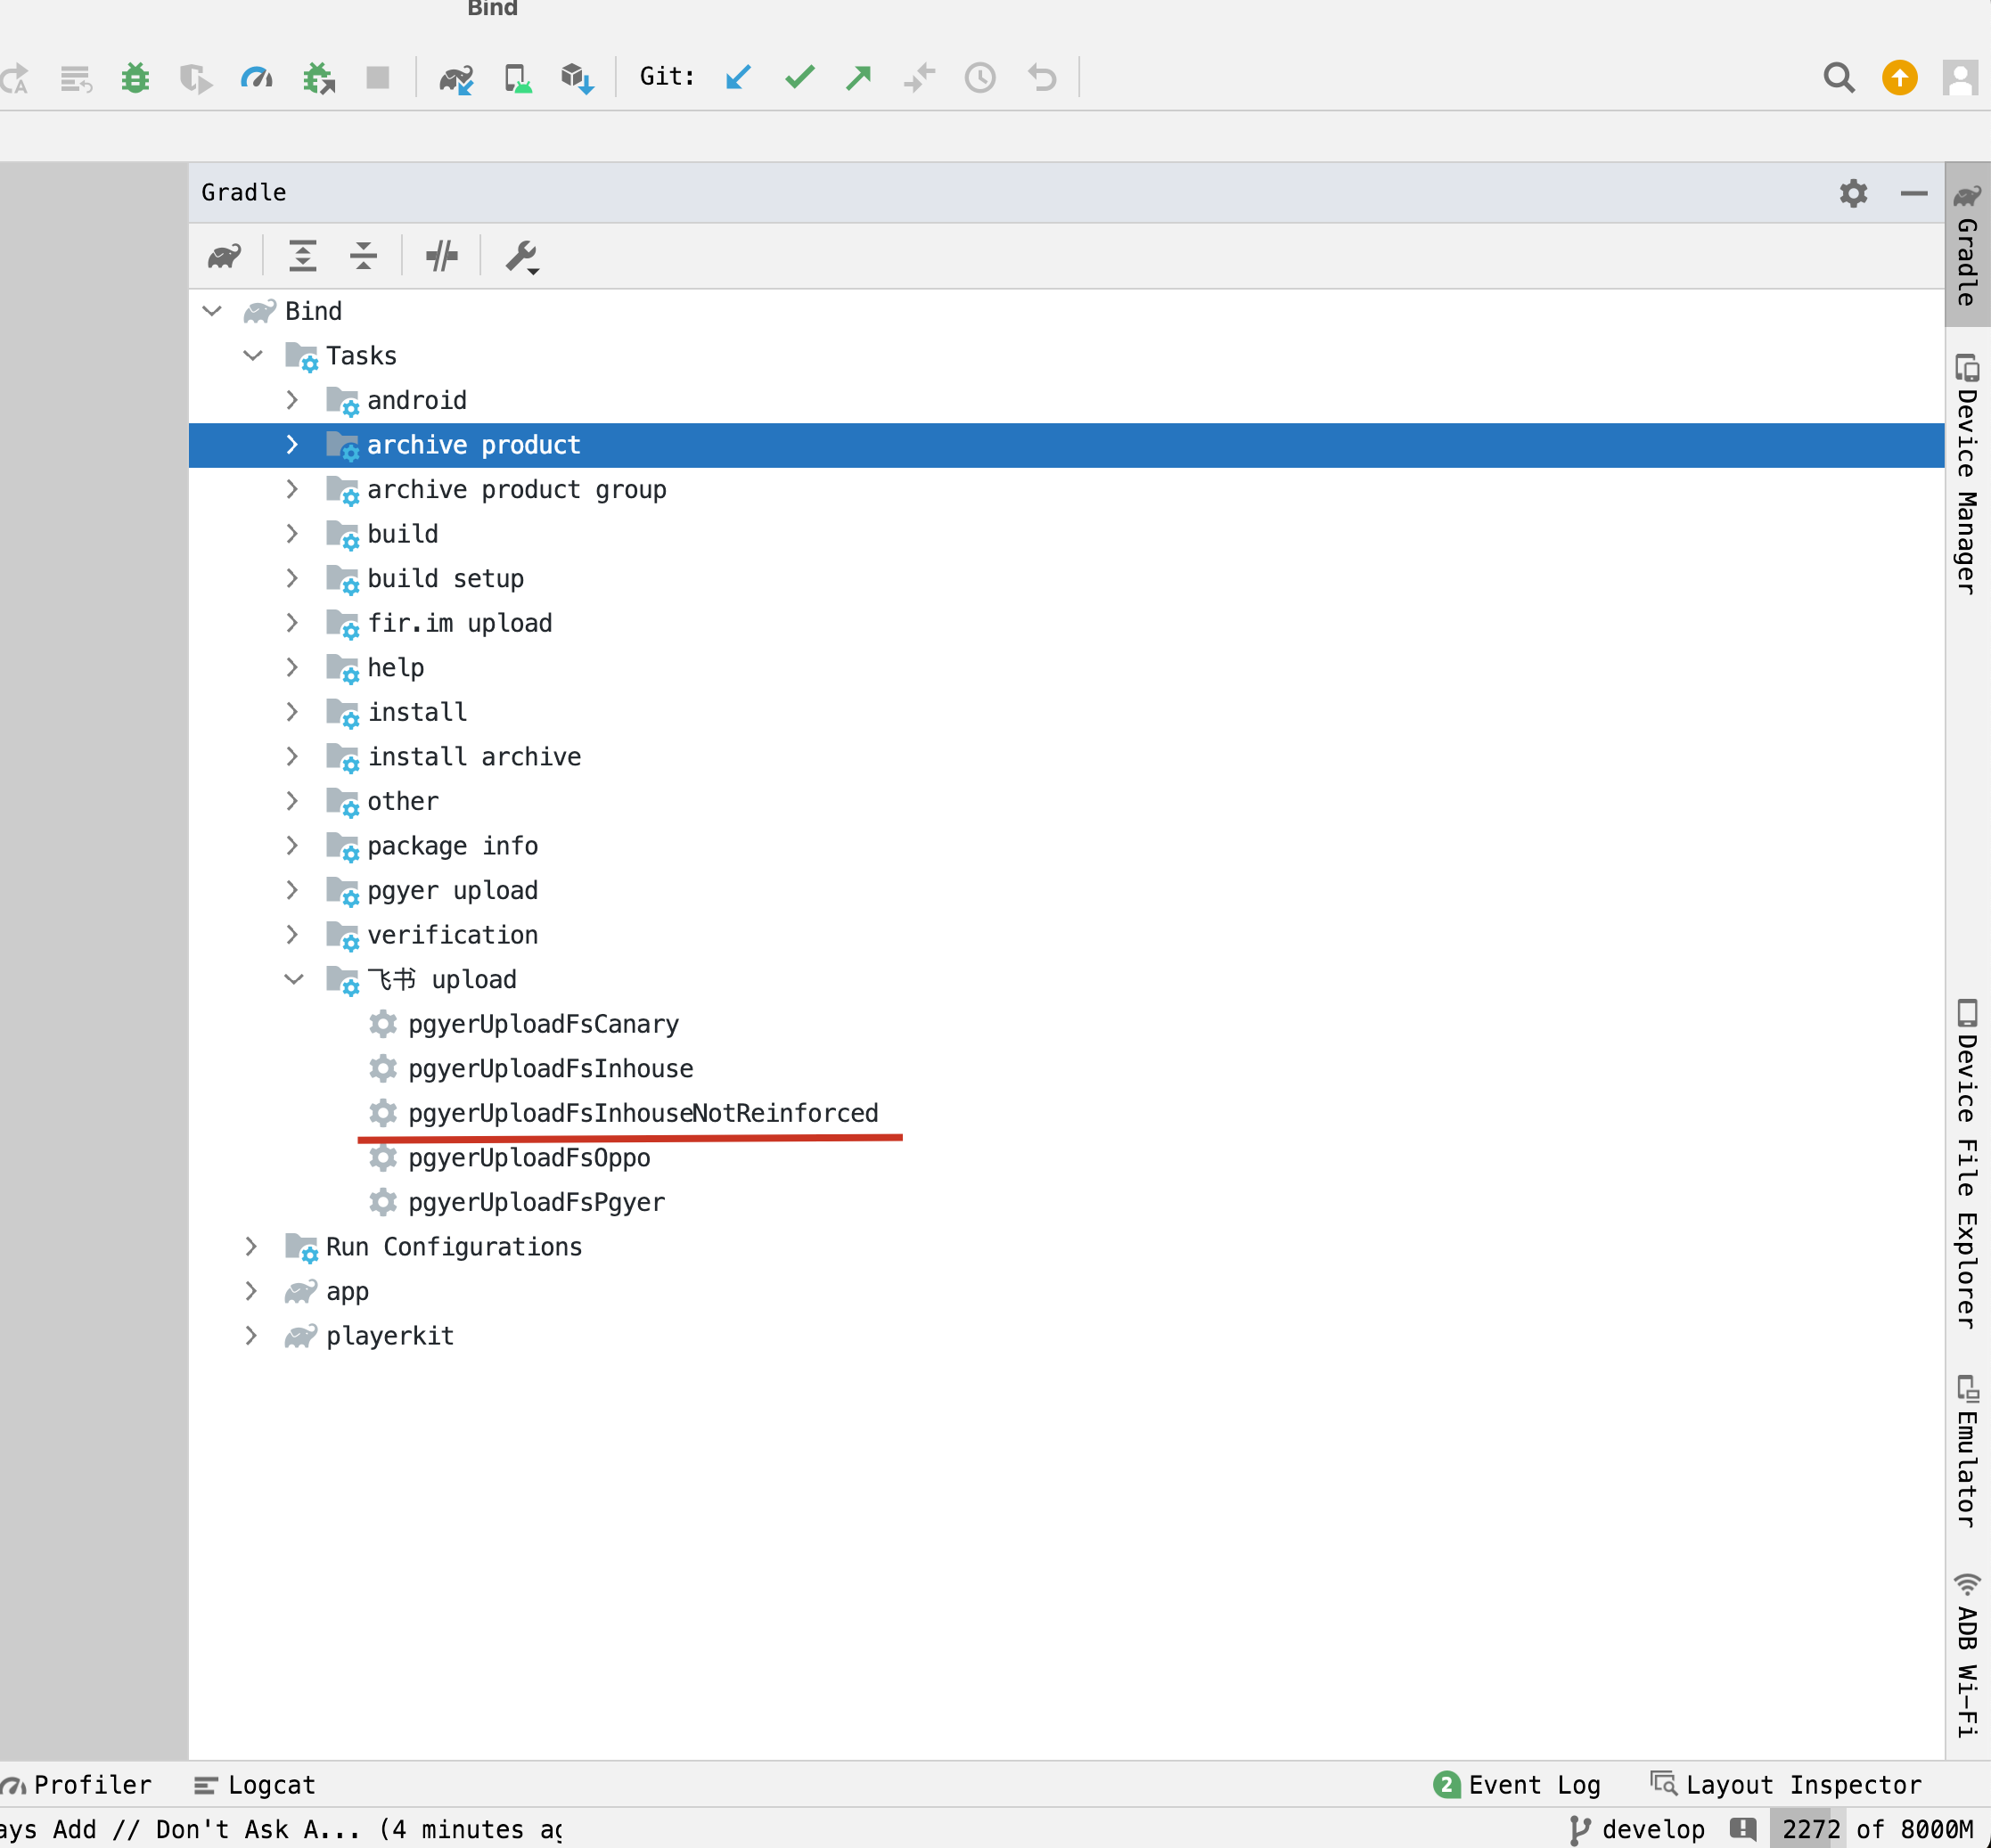 Bind
Git:
Gradle
Bind
Tasks
android
archive product
archive product group
build
build setup
fir.im upload
help
install
install archive
other
package info
pgyer upload
verification
飞书 upload
pgyerUploadFsCanary
pgyerUploadFsInhouse
pgyerUploadFsInhouseNotReinforced
pgyerUploadFsOppo
pgyerUploadFsPgyer
Run Configurations
app
playerkit
Gradle
Device Manager
Device File Explorer
Emulator
ADB Wi-Fi
Profiler
Logcat
2 Event Log
Layout Inspector
ays Add // Don't Ask A... (4 minutes ag
develop
2272 of 8000M